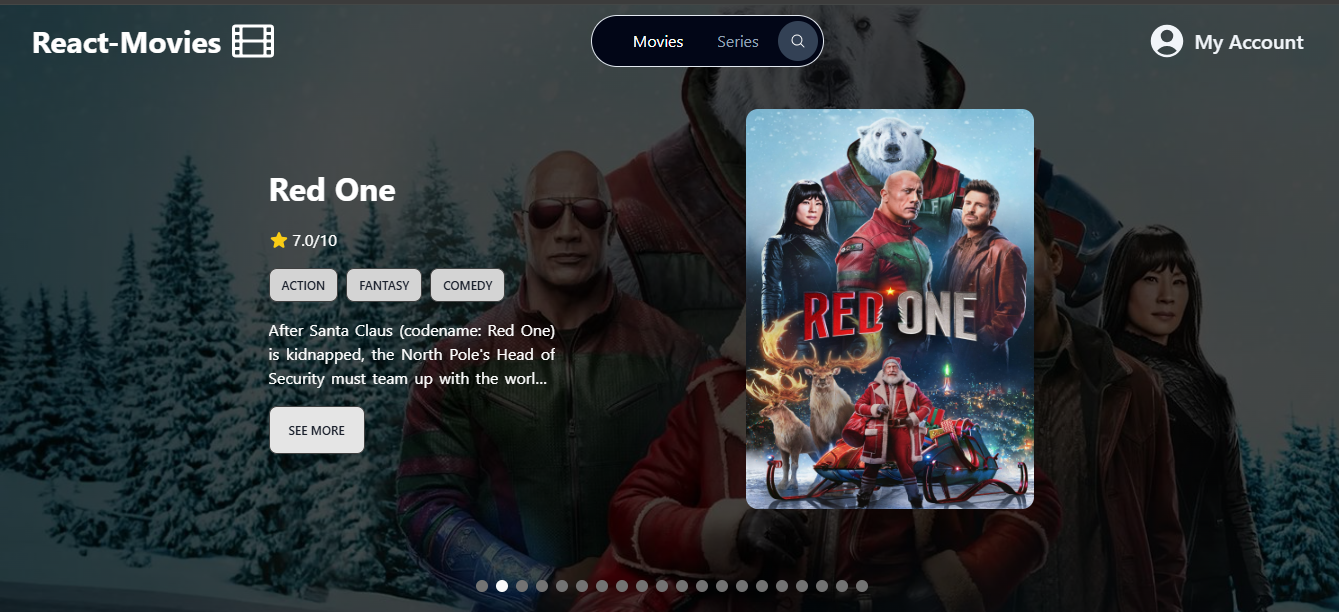 React-Movies
Movies
Series
My Account
Red One
7.0/10
ACTION
FANTASY
COMEDY
After Santa Claus (codename: Red One)
is kidnapped, the North Pole's Head of
Security must team up with the worl...
SEE MORE
RED ONE